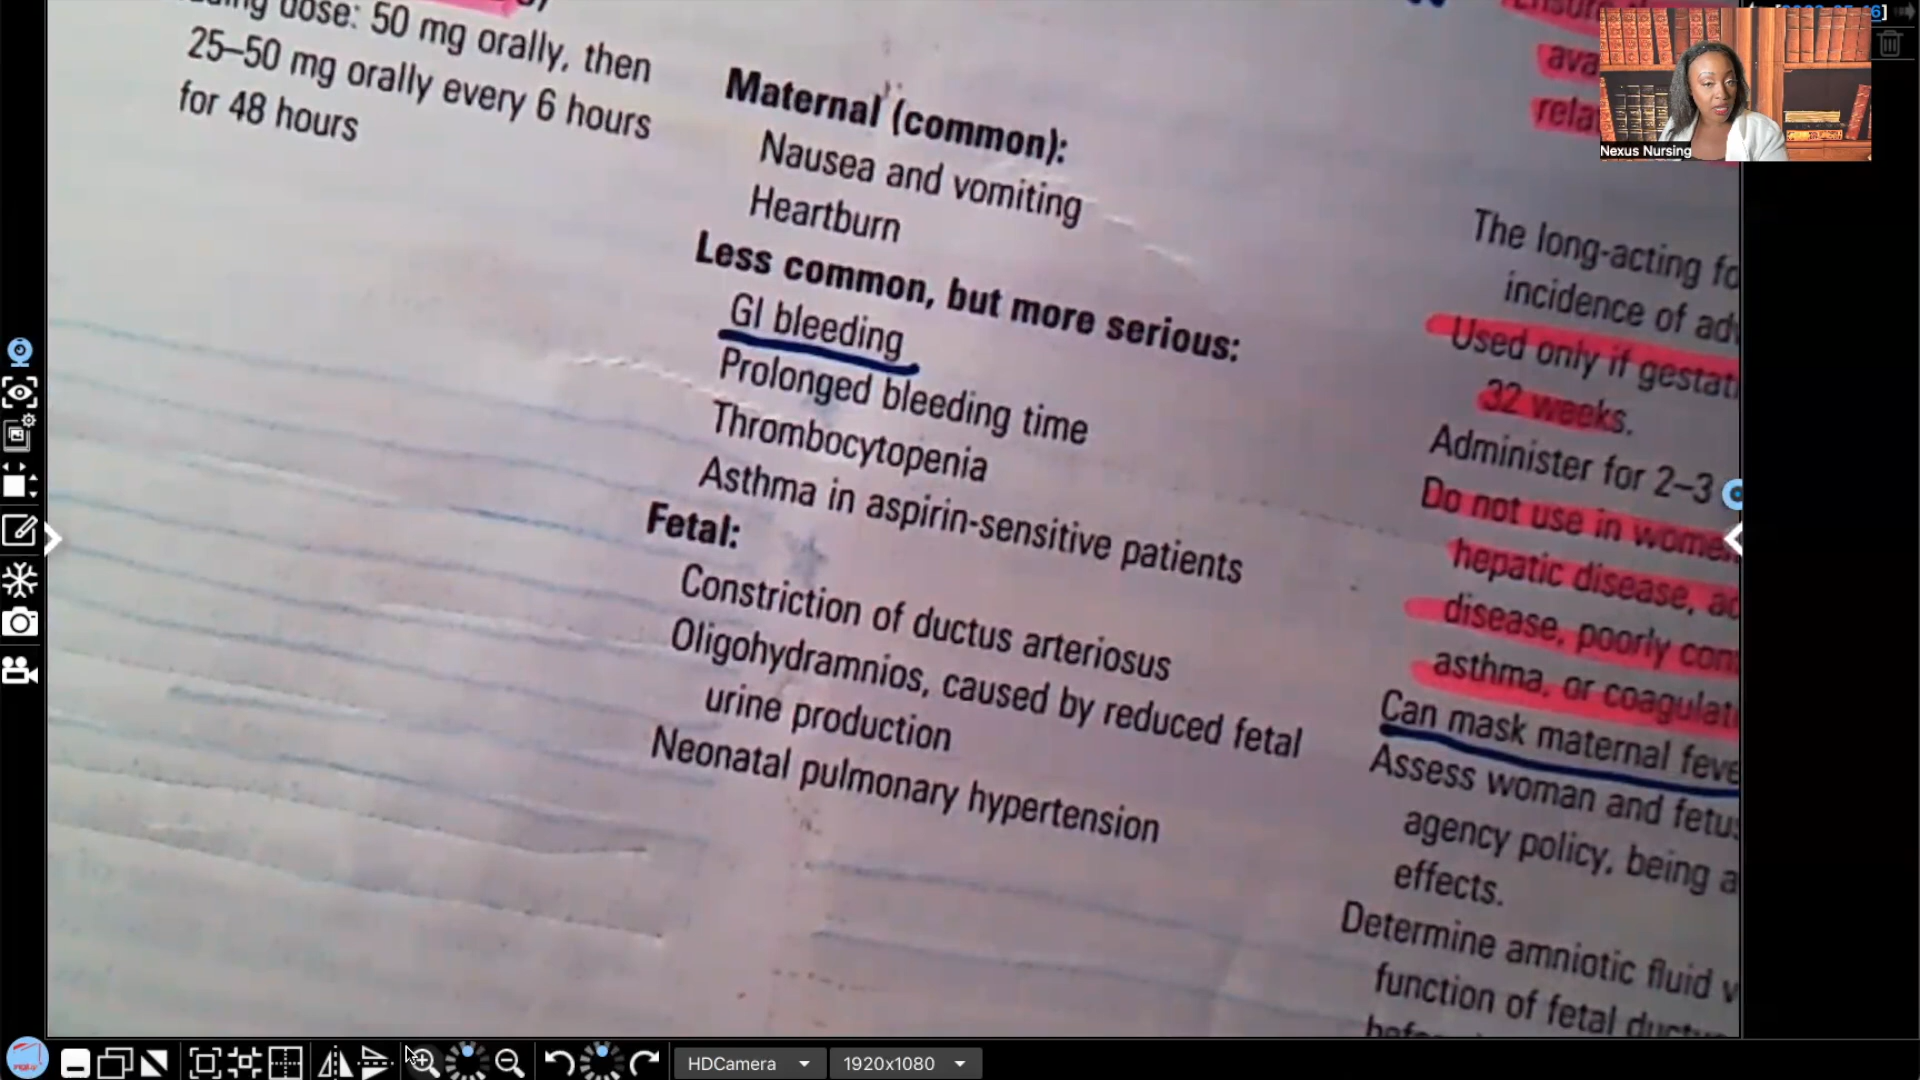 dose: 50 mg orally, then
25–50 mg orally every 6 hours
for 48 hours
Maternal (common):
Nausea and vomiting
Heartburn
Less common, but more serious:
GI bleeding
Prolonged bleeding time
Thrombocytopenia
Asthma in aspirin-sensitive patients
Fetal:
Constriction of ductus arteriosus
Oligohydramnios, caused by reduced fetal
urine production
Neonatal pulmonary hypertension
The long-acting
incidence of
Used only if
32 weeks.
Administer for 2–3
Do not use in
hepatic disease,
disease, poorly
asthma, or
Can mask maternal
Assess woman and
agency policy, being
effects.
Determine amniotic fluid
function of fetal
Nexus Nursing
HDCamera
1920x1080